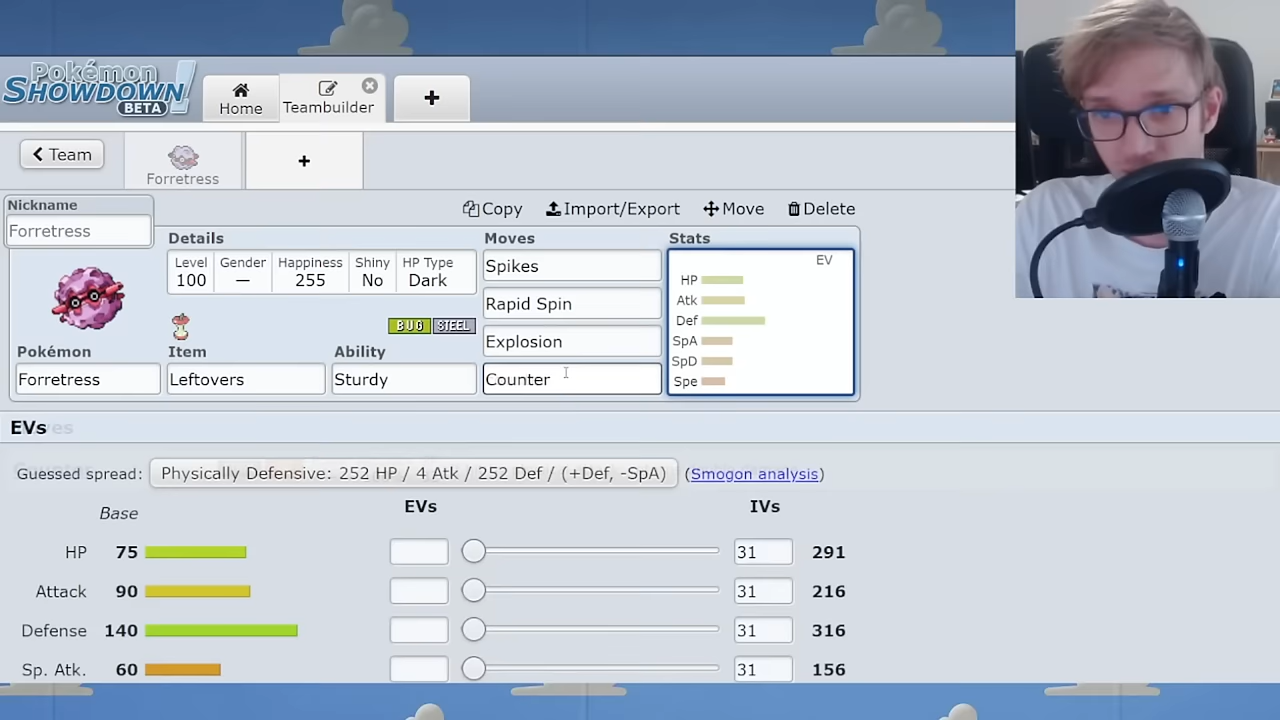 Pokémon
SHOWDOWN!
BETA
Home
Teambuilder
+
Team
Forretress
+
Nickname
Forretress
Copy
Import/Export
Move
Delete
Details
Moves
Stats
Level
100
Gender
—
Happiness
255
Shiny
No
HP Type
Dark
BUG
STEEL
Pokémon
Forretress
Item
Leftovers
Ability
Sturdy
Spikes
Rapid Spin
Explosion
Counter
EV
HP
Atk
Def
SpA
SpD
Spe
EVs
Guessed spread:
Physically Defensive: 252 HP / 4 Atk / 252 Def / (+Def, -SpA)
(Smogon analysis)
Base
EVs
IVs
HP 75 31 291
Attack 90 31 216
Defense 140 31 316
Sp. Atk. 60 31 156